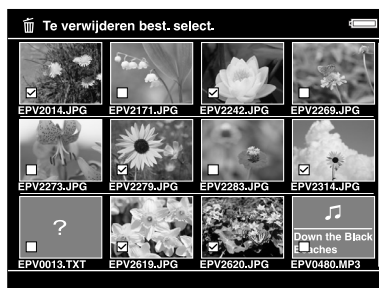 Te verwijderen best. select.
EPV2014.JPG EPV2171.JPG EPV2242.JPG EPV2269.JPG
EPV2273.JPG EPV2279.JPG EPV2283.JPG EPV2314.JPG
?
Down the Black
Beaches
EPV0013.TXT EPV2619.JPG EPV2620.JPG EPV0480.MP3